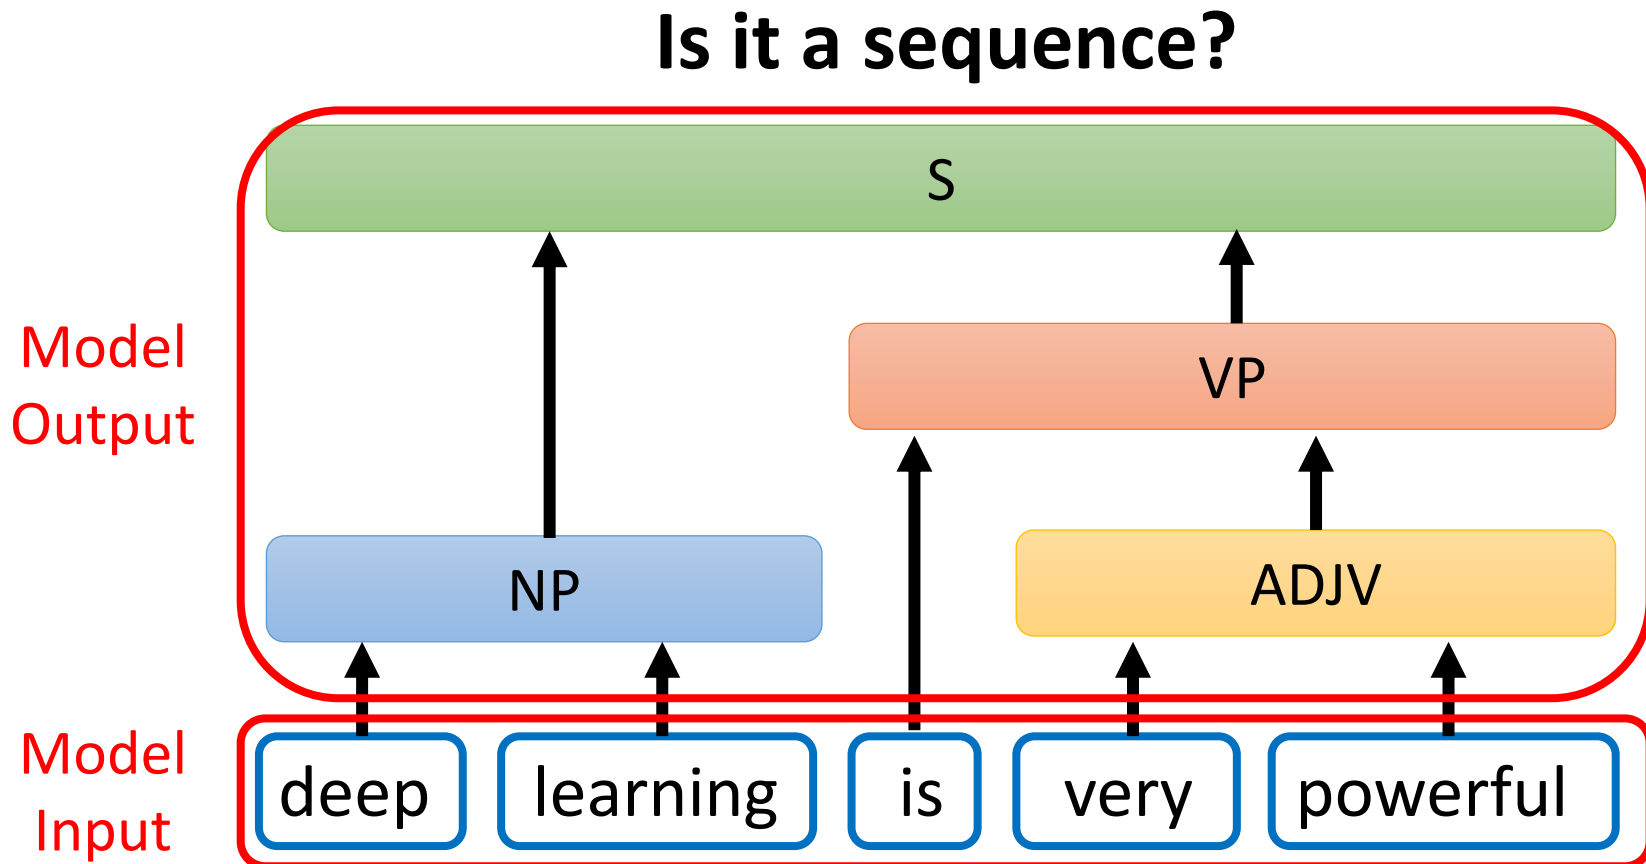 Is it a sequence?
S
Model
Output
VP
NP
ADJV
Model
Input
deep learning is very powerful